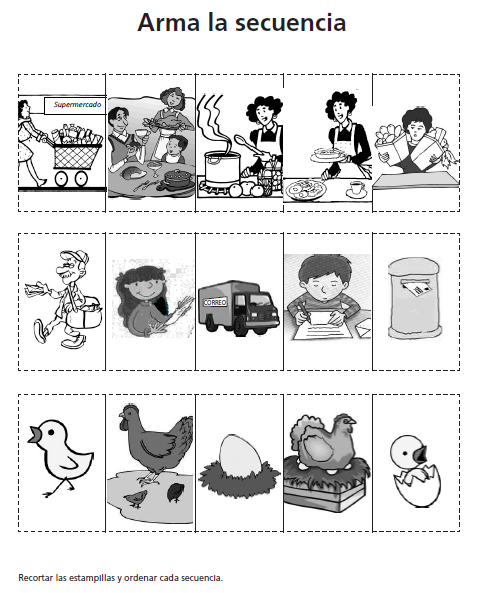 Arma la secuencia
Supermercado
CORREO
Recortar las estampillas y ordenar cada secuencia.